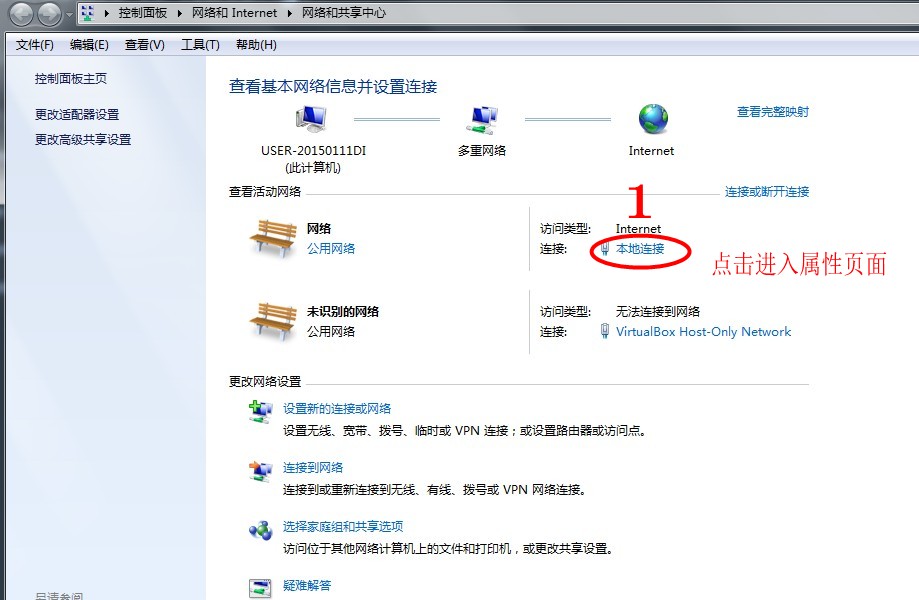 控制面板 ▸ 网络和 Internet ▸ 网络和共享中心
文件(F) 编辑(E) 查看(V) 工具(T) 帮助(H)
控制面板主页
更改适配器设置
更改高级共享设置
查看基本网络信息并设置连接
查看完整映射
USER-20150111DI
(此计算机)
多重网络
Internet
查看活动网络
连接或断开连接
1
网络
公用网络
访问类型: Internet
连接: 本地连接
点击进入属性页面
未识别的网络
公用网络
访问类型: 无法连接到网络
连接: VirtualBox Host-Only Network
更改网络设置
设置新的连接或网络
设置无线、宽带、拨号、临时或 VPN 连接；或设置路由器或访问点。
连接到网络
连接到或重新连接到无线、有线、拨号或 VPN 网络连接。
选择家庭组和共享选项
访问位于其他网络计算机上的文件和打印机，或更改共享设置。
疑难解答
另请参阅